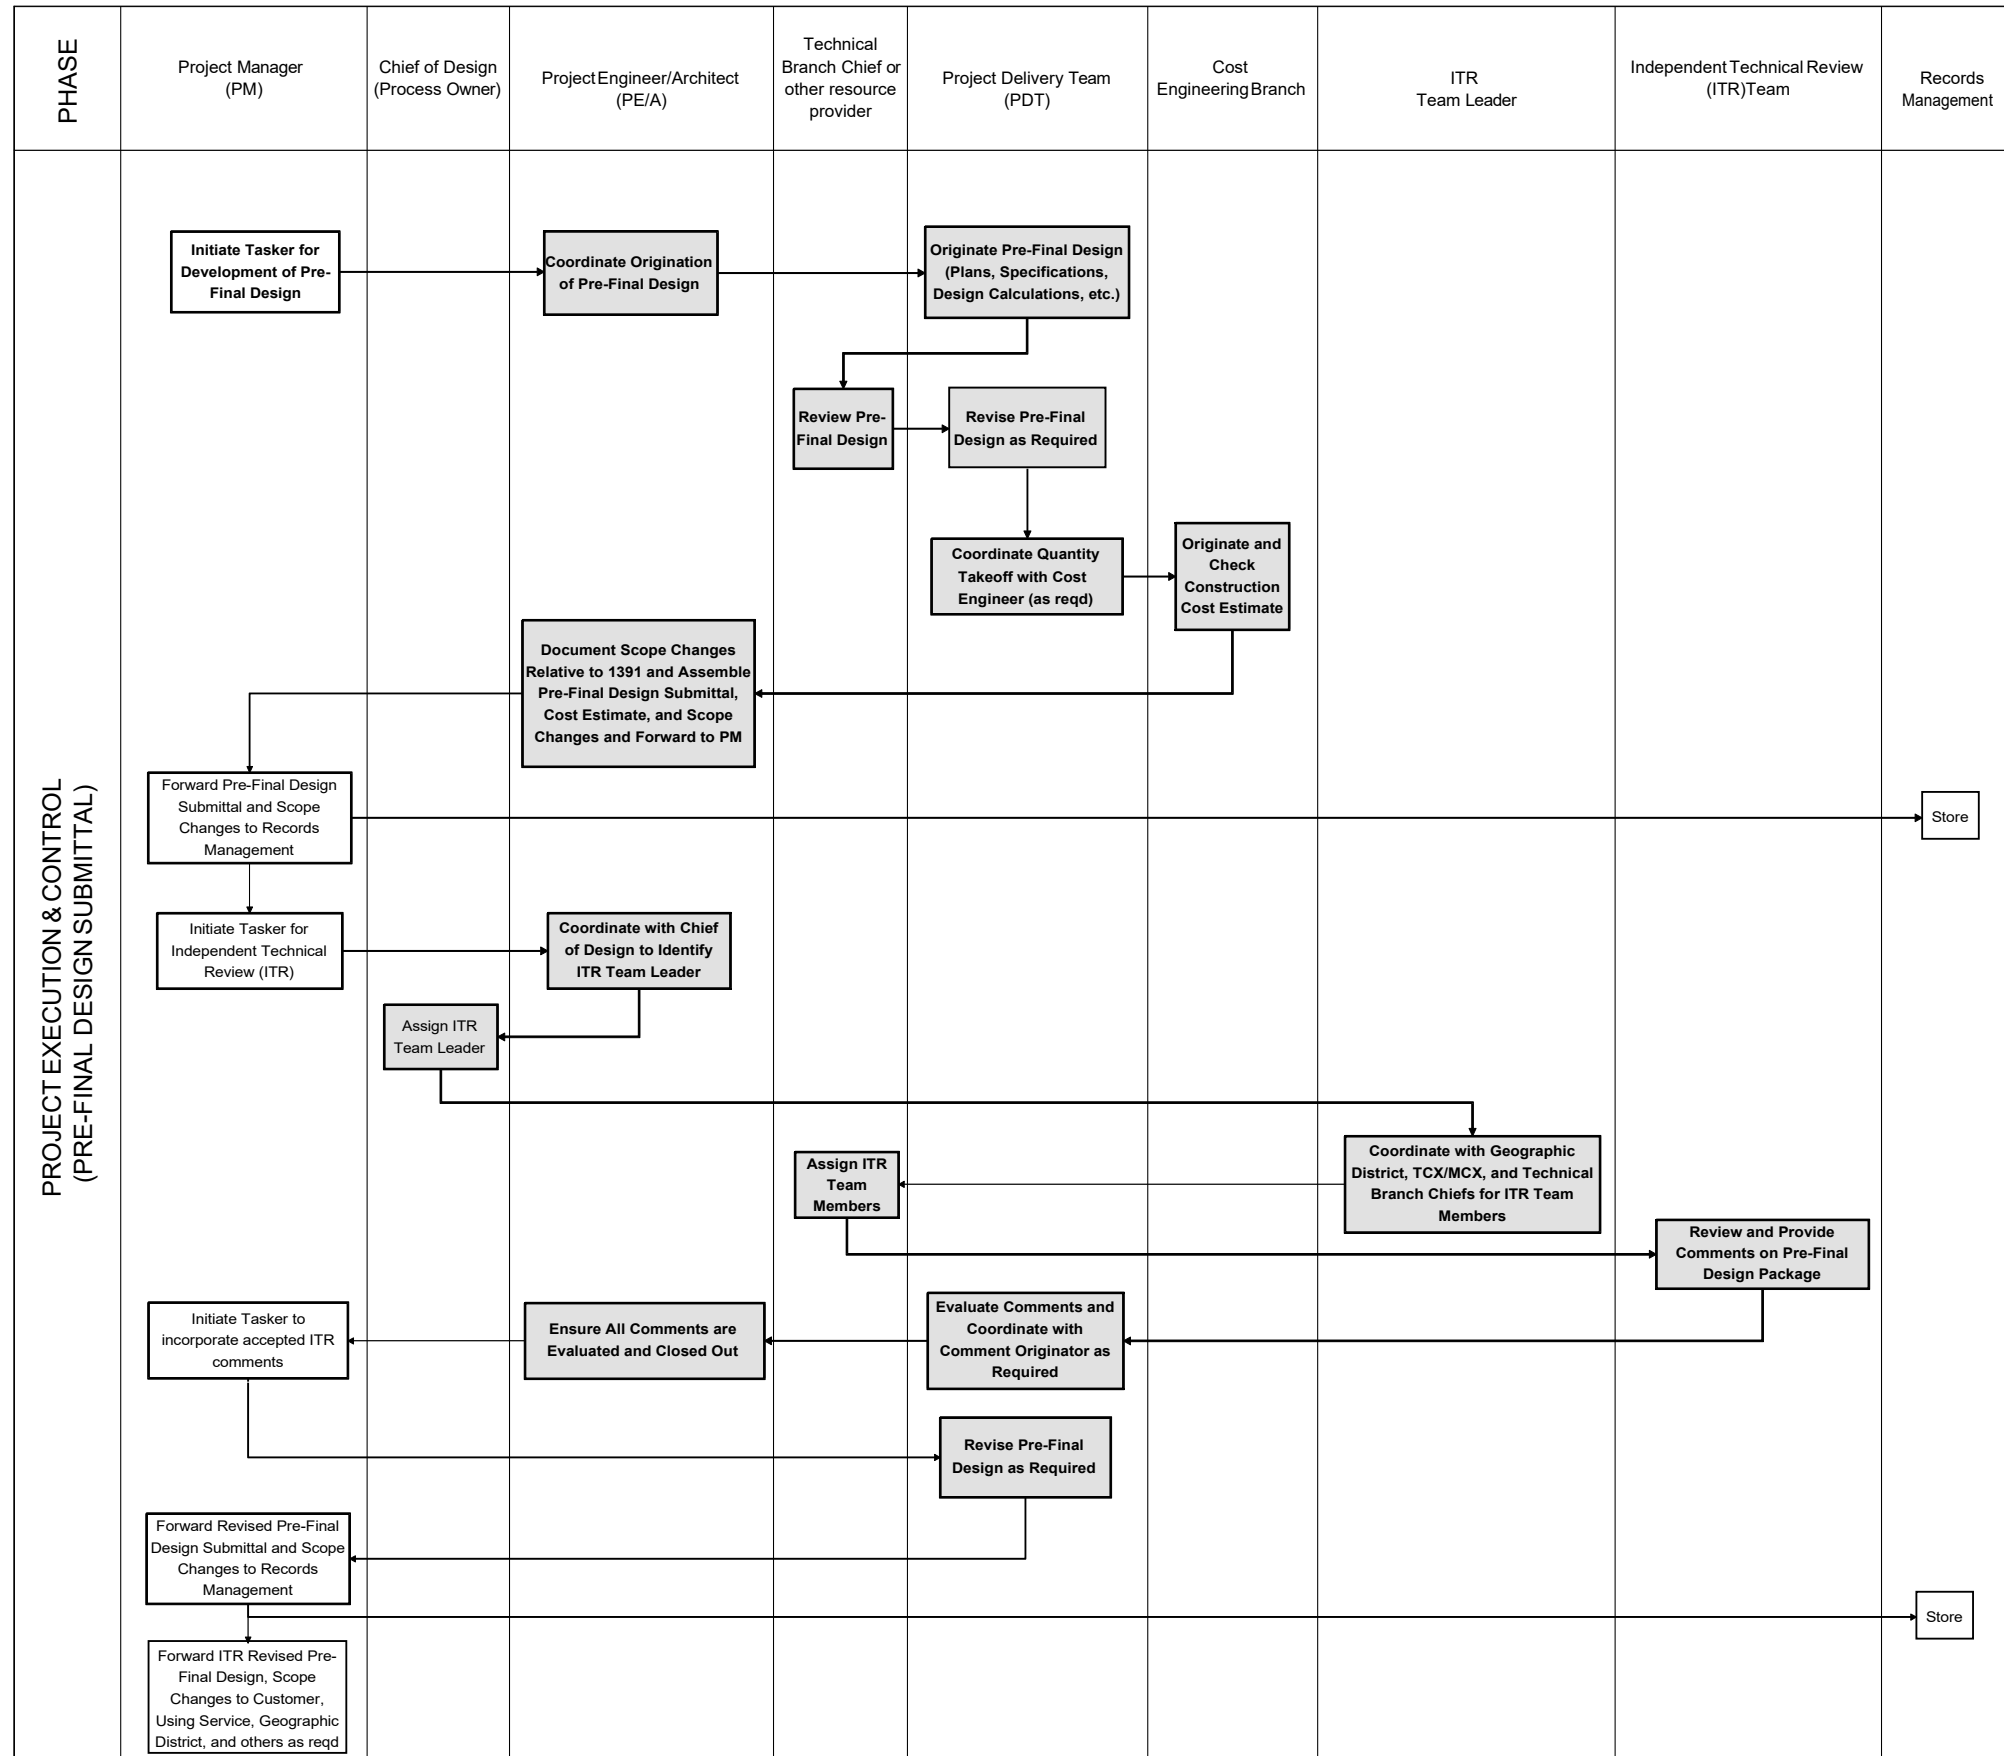 PHASE
Project Manager
(PM)
Chief of Design
(Process Owner)
Project Engineer/Architect
(PE/A)
Technical
Branch Chief or
other resource
provider
Project Delivery Team
(PDT)
Cost
Engineering Branch
ITR
Team Leader
Independent Technical Review
(ITR)Team
Records
Management
PROJECT EXECUTION & CONTROL
(PRE-FINAL DESIGN SUBMITTAL)
Initiate Tasker for
Development of Pre-
Final Design
Coordinate Origination
of Pre-Final Design
Originate Pre-Final Design
(Plans, Specifications,
Design Calculations, etc.)
Review Pre-
Final Design
Revise Pre-Final
Design as Required
Coordinate Quantity
Takeoff with Cost
Engineer (as reqd)
Originate and
Check
Construction
Cost Estimate
Document Scope Changes
Relative to 1391 and Assemble
Pre-Final Design Submittal,
Cost Estimate, and Scope
Changes and Forward to PM
Forward Pre-Final Design
Submittal and Scope
Changes to Records
Management
Store
Initiate Tasker for
Independent Technical
Review (ITR)
Coordinate with Chief
of Design to Identify
ITR Team Leader
Assign ITR
Team Leader
Coordinate with Geographic
District, TCX/MCX, and Technical
Branch Chiefs for ITR Team
Members
Assign ITR
Team
Members
Review and Provide
Comments on Pre-Final
Design Package
Evaluate Comments and
Coordinate with
Comment Originator as
Required
Ensure All Comments are
Evaluated and Closed Out
Initiate Tasker to
incorporate accepted ITR
comments
Revise Pre-Final
Design as Required
Forward Revised Pre-Final
Design Submittal and Scope
Changes to Records
Management
Store
Forward ITR Revised Pre-
Final Design, Scope
Changes to Customer,
Using Service, Geographic
District, and others as reqd